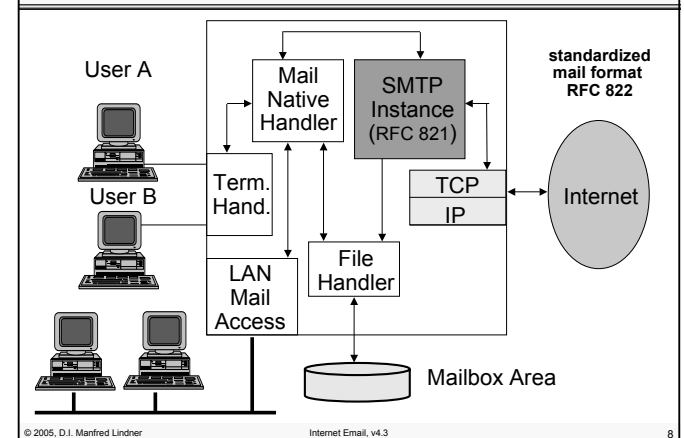 User A
Mail
Native
Handler
SMTP
Instance
(RFC 821)
standardized
mail format
RFC 822
Term.
Hand.
TCP
IP
Internet
User B
LAN
Mail
Access
File
Handler
Mailbox Area
© 2005, D.I. Manfred Lindner
Internet Email, v4.3
8